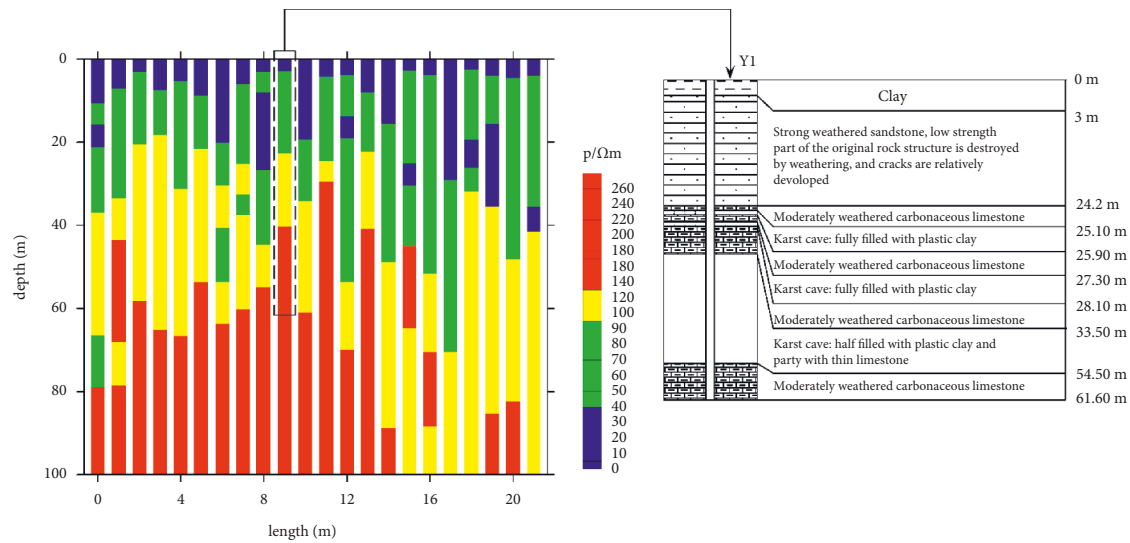 0
20
40
60
80
100
depth (m)
0
4
8
12
16
20
length (m)
p/Ωm
260
240
220
200
180
140
120
100
90
80
70
60
50
40
30
20
10
0
Y1
Clay
Strong weathered sandstone, low strength
part of the original rock structure is destroyed
by weathering, and cracks are relatively
devoloped
Moderately weathered carbonaceous limestone
Karst cave: fully filled with plastic clay
Moderately weathered carbonaceous limestone
Karst cave: fully filled with plastic clay
Moderately weathered carbonaceous limestone
Karst cave: half filled with plastic clay and
party with thin limestone
Moderately weathered carbonaceous limestone
0 m
3 m
24.2 m
25.10 m
25.90 m
27.30 m
28.10 m
33.50 m
54.50 m
61.60 m